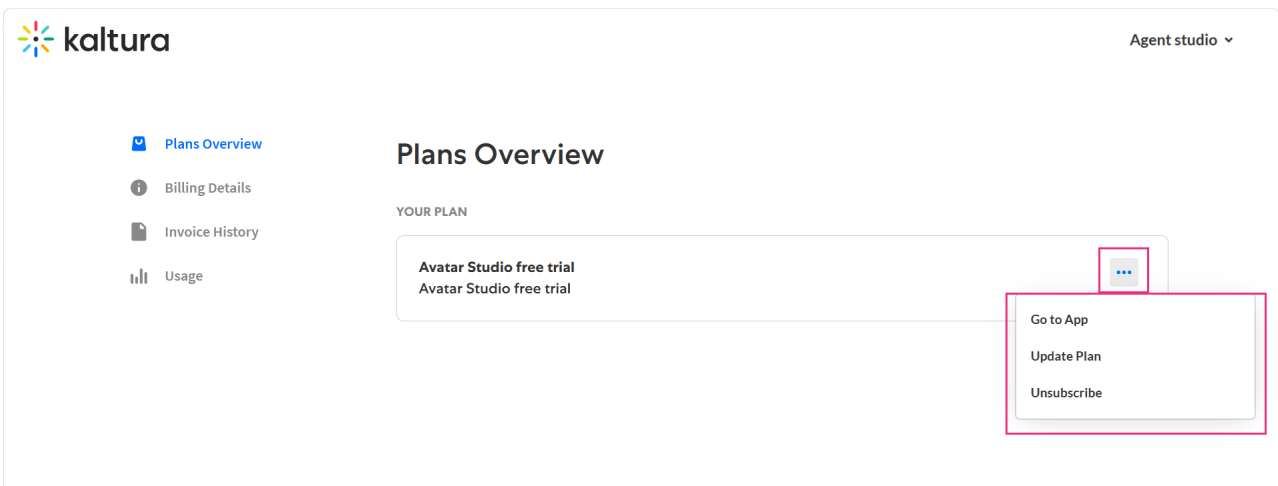 kaltura
Agent studio
Plans Overview
Billing Details
Invoice History
Usage
Plans Overview
YOUR PLAN
Avatar Studio free trial
Avatar Studio free trial
Go to App
Update Plan
Unsubscribe